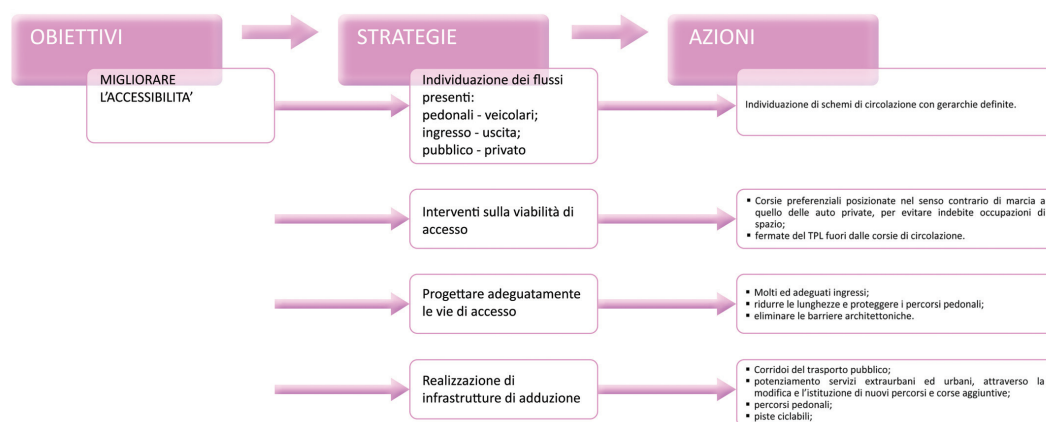 OBIETTIVI
STRATEGIE
AZIONI
MIGLIORARE
L'ACCESSIBILITA'
Individuazione dei flussi
presenti:
pedonali - veicolari;
ingresso - uscita;
pubblico - privato
Individuazione di schemi di circolazione con gerarchie definite.
Interventi sulla viabilità di
accesso
▪ Corsie preferenziali posizionate nel senso contrario di marcia a
quello delle auto private, per evitare indebite occupazioni di
spazio;
▪ fermate del TPL fuori dalle corsie di circolazione.
Progettare adeguatamente
le vie di accesso
▪ Molti ed adeguati ingressi;
▪ ridurre le lunghezze e proteggere i percorsi pedonali;
▪ eliminare le barriere architettoniche.
Realizzazione di
infrastrutture di adduzione
▪ Corridoi del trasporto pubblico;
▪ potenziamento servizi extraurbani ed urbani, attraverso la
modifica e l'istituzione di nuovi percorsi e corse aggiuntive;
▪ percorsi pedonali;
▪ piste ciclabili;